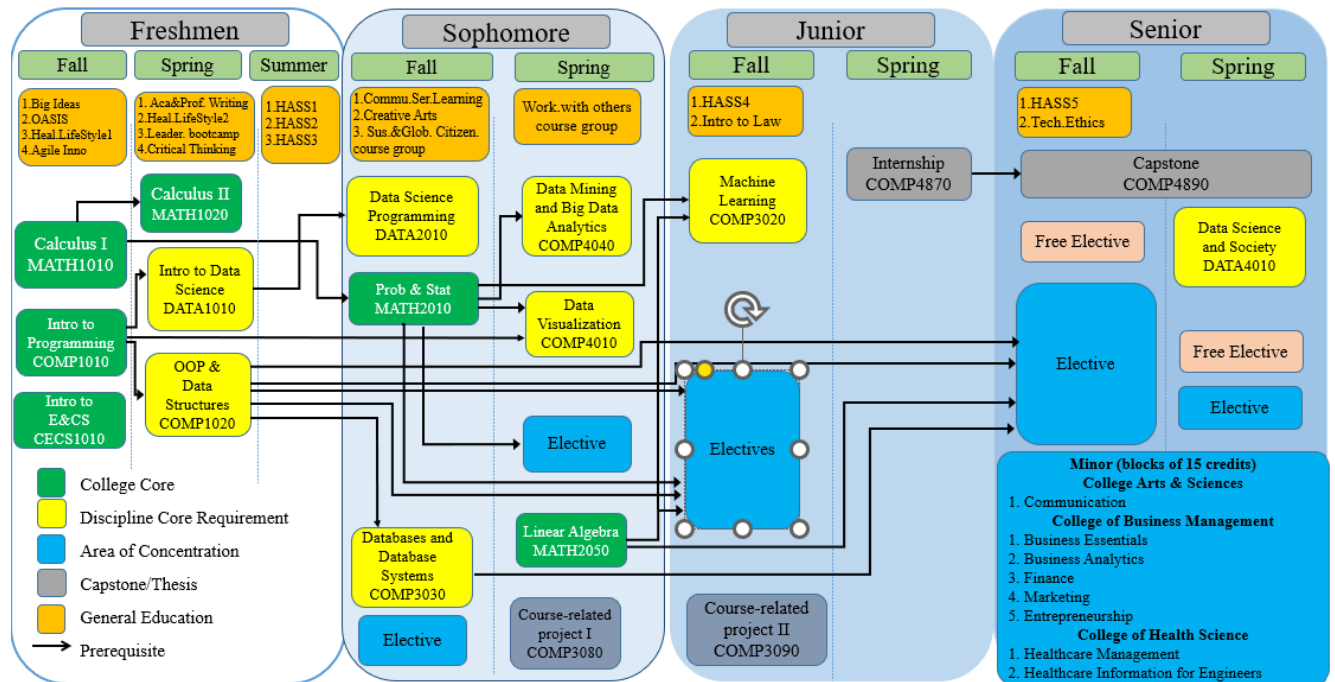 Freshmen
Fall
Spring
Summer
1.Big Ideas
2.OASIS
3.Heal.LifeStyle1
4.Agile Inno
1. Aca&Prof. Writing
2. Heal.LifeStyle2
3.Leader. bootcamp
4.Critical Thinking
1.HASS1
2.HASS2
3.HASS3
Calculus I
MATH1010
Calculus II
MATH1020
Intro to Data
Science
DATA1010
Intro to
Programming
COMP1010
OOP &
Data
Structures
COMP1020
Intro to
E&CS
CECS1010
College Core
Discipline Core Requirement
Area of Concentration
Capstone/Thesis
General Education
Prerequisite
Sophomore
Fall
Spring
1.Commu.Ser.Learning
2.Creative Arts
3. Sus.&Glob. Citizen.
course group
Work.with others
course group
Data Science
Programming
DATA2010
Data Mining
and Big Data
Analytics
COMP4040
Prob & Stat
MATH2010
Data
Visualization
COMP4010
Elective
Databases and
Database
Systems
COMP3030
Linear Algebra
MATH2050
Elective
Course-related
project I
COMP3080
Junior
Fall
Spring
1.HASS4
2.Intro to Law
Machine
Learning
COMP3020
Internship
COMP4870
Electives
Course-related
project II
COMP3090
Senior
Fall
Spring
1.HASS5
2.Tech.Ethics
Capstone
COMP4890
Free Elective
Data Science
and Society
DATA4010
Elective
Free Elective
Elective
Minor (blocks of 15 credits)
College Arts & Sciences
1. Communication
College of Business Management
1. Business Essentials
2. Business Analytics
3. Finance
4. Marketing
5. Entrepreneurship
College of Health Science
1. Healthcare Management
2. Healthcare Information for Engineers